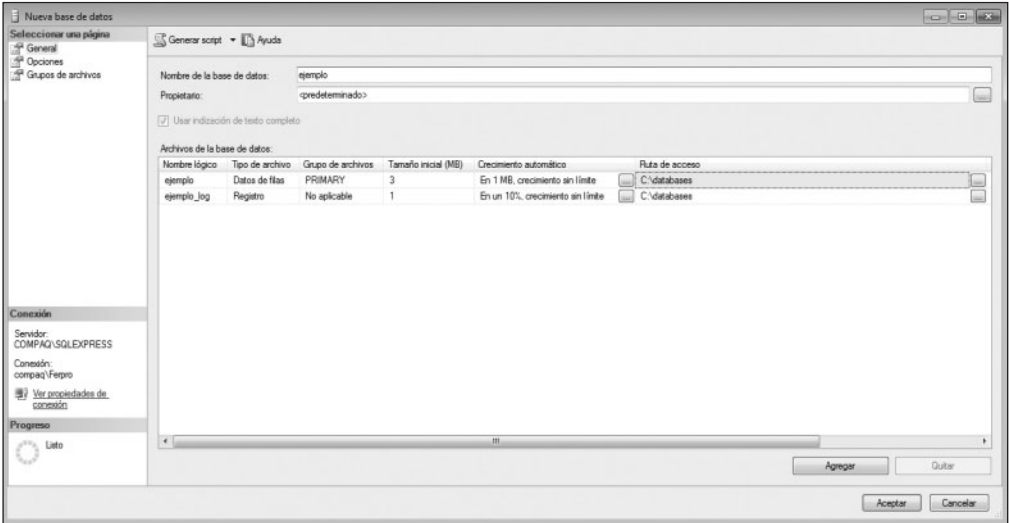 Nueva base de datos
Seleccionar una página
General
Opciones
Grupos de archivos
Generar script
Ayuda
Nombre de la base de datos: ejemplo
Propietario: <predeterminado>
...
Usar indización de texto completo
Archivos de la base de datos:
Nombre lógico Tipo de archivo Grupo de archivos Tamaño inicial (MB) Crecimiento automático Ruta de acceso
ejemplo Datos de filas PRIMARY 3 En 1 MB, crecimiento sin límite ... C:\databases ...
ejemplo_log Registro No aplicable 1 En un 10%, crecimiento sin límite ... C:\databases ...
Conexión
Servidor:
COMPAQ\SQLEXPRESS
Conexión:
compaq\Ferpro
Ver propiedades de
conexión
Progreso
Listo
Agregar Quitar
Aceptar Cancelar